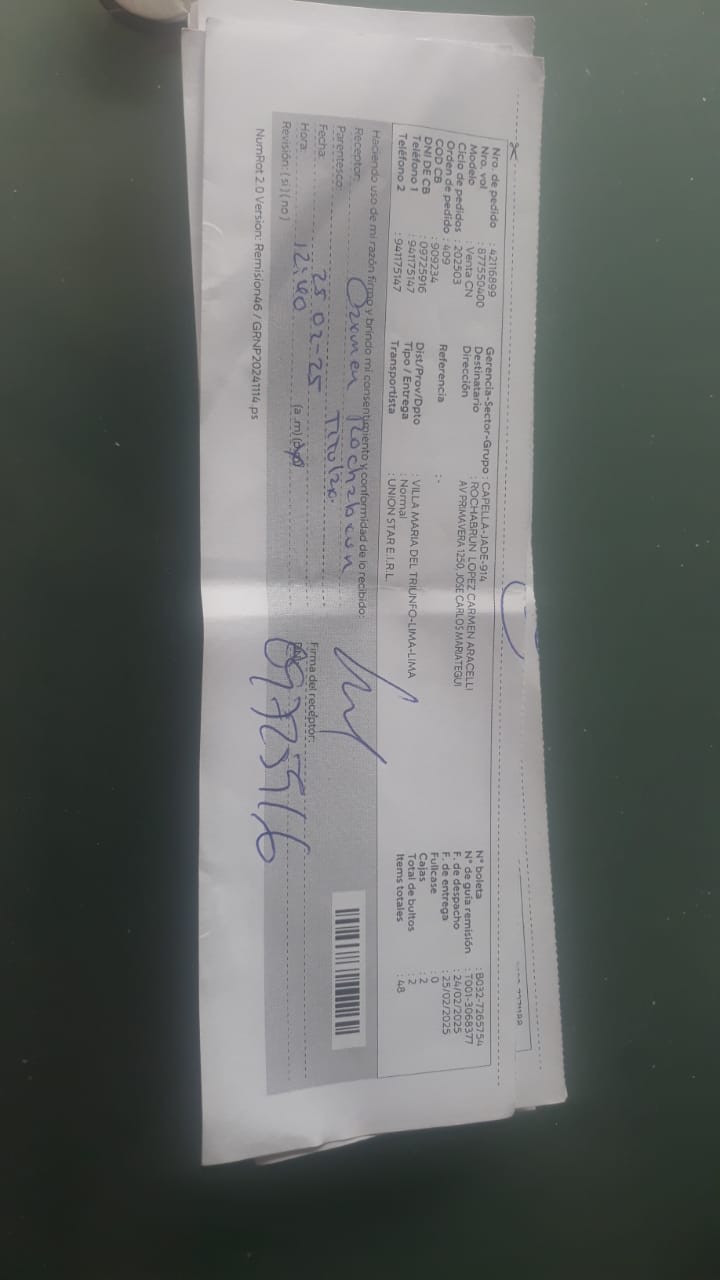 Nro. de pedido : 42116899
Nro. vol : 877550400
Modelo : Venta CN
Ciclo de pedidos : 202503
Orden de pedido : 409
COD CB : 909234
DNI DE CB : 09725916
Teléfono 1 : 941175147
Teléfono 2 : 941175147
Gerencia-Sector-Grupo : CAPELLA-JADE-914
Destinatario : ROCHABRUN LOPEZ CARMEN ARACELLI
Dirección AV PRIMAVERA 1250, JOSE CARLOS MARIATEGUI
Referencia :-
Dist/Prov/Dpto : VILLA MARIA DEL TRIUNFO-LIMA-LIMA
Tipo / Entrega : Normal
Transportista : UNION STAR E.I.R.L.
N° boleta : B032-7265754
N° de guía remisión : T001-3068377
F. de despacho : 24/02/2025
F. de entrega : 25/02/2025
Fullcase : 0
Cajas : 2
Total de bultos : 2
Items totales : 48
Haciendo uso de mi razón firmo y brindo mi consentimiento y conformidad de lo recibido:
Receptor: Carmen Rochabrun
Parentesco: Titular.
Fecha: 25-02-25
Hora: 12:40 (a.m)
Revisión: (si) (no)
Firma del receptor:
09725916
NumRot 2.0 Version: Remision46 / GRNP20241114.ps